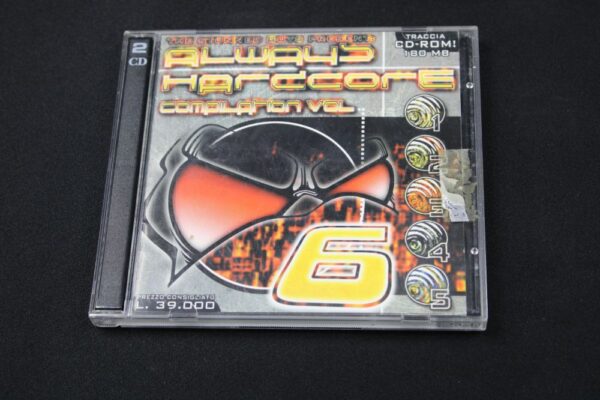 2
CD
TRACCIA
CD-ROM!
180 MB
ALWAYS
HARDCORE
COMPILATION VOL
1
2
3
4
5
6
PREZZO CONSIGLIATO
L. 39.000